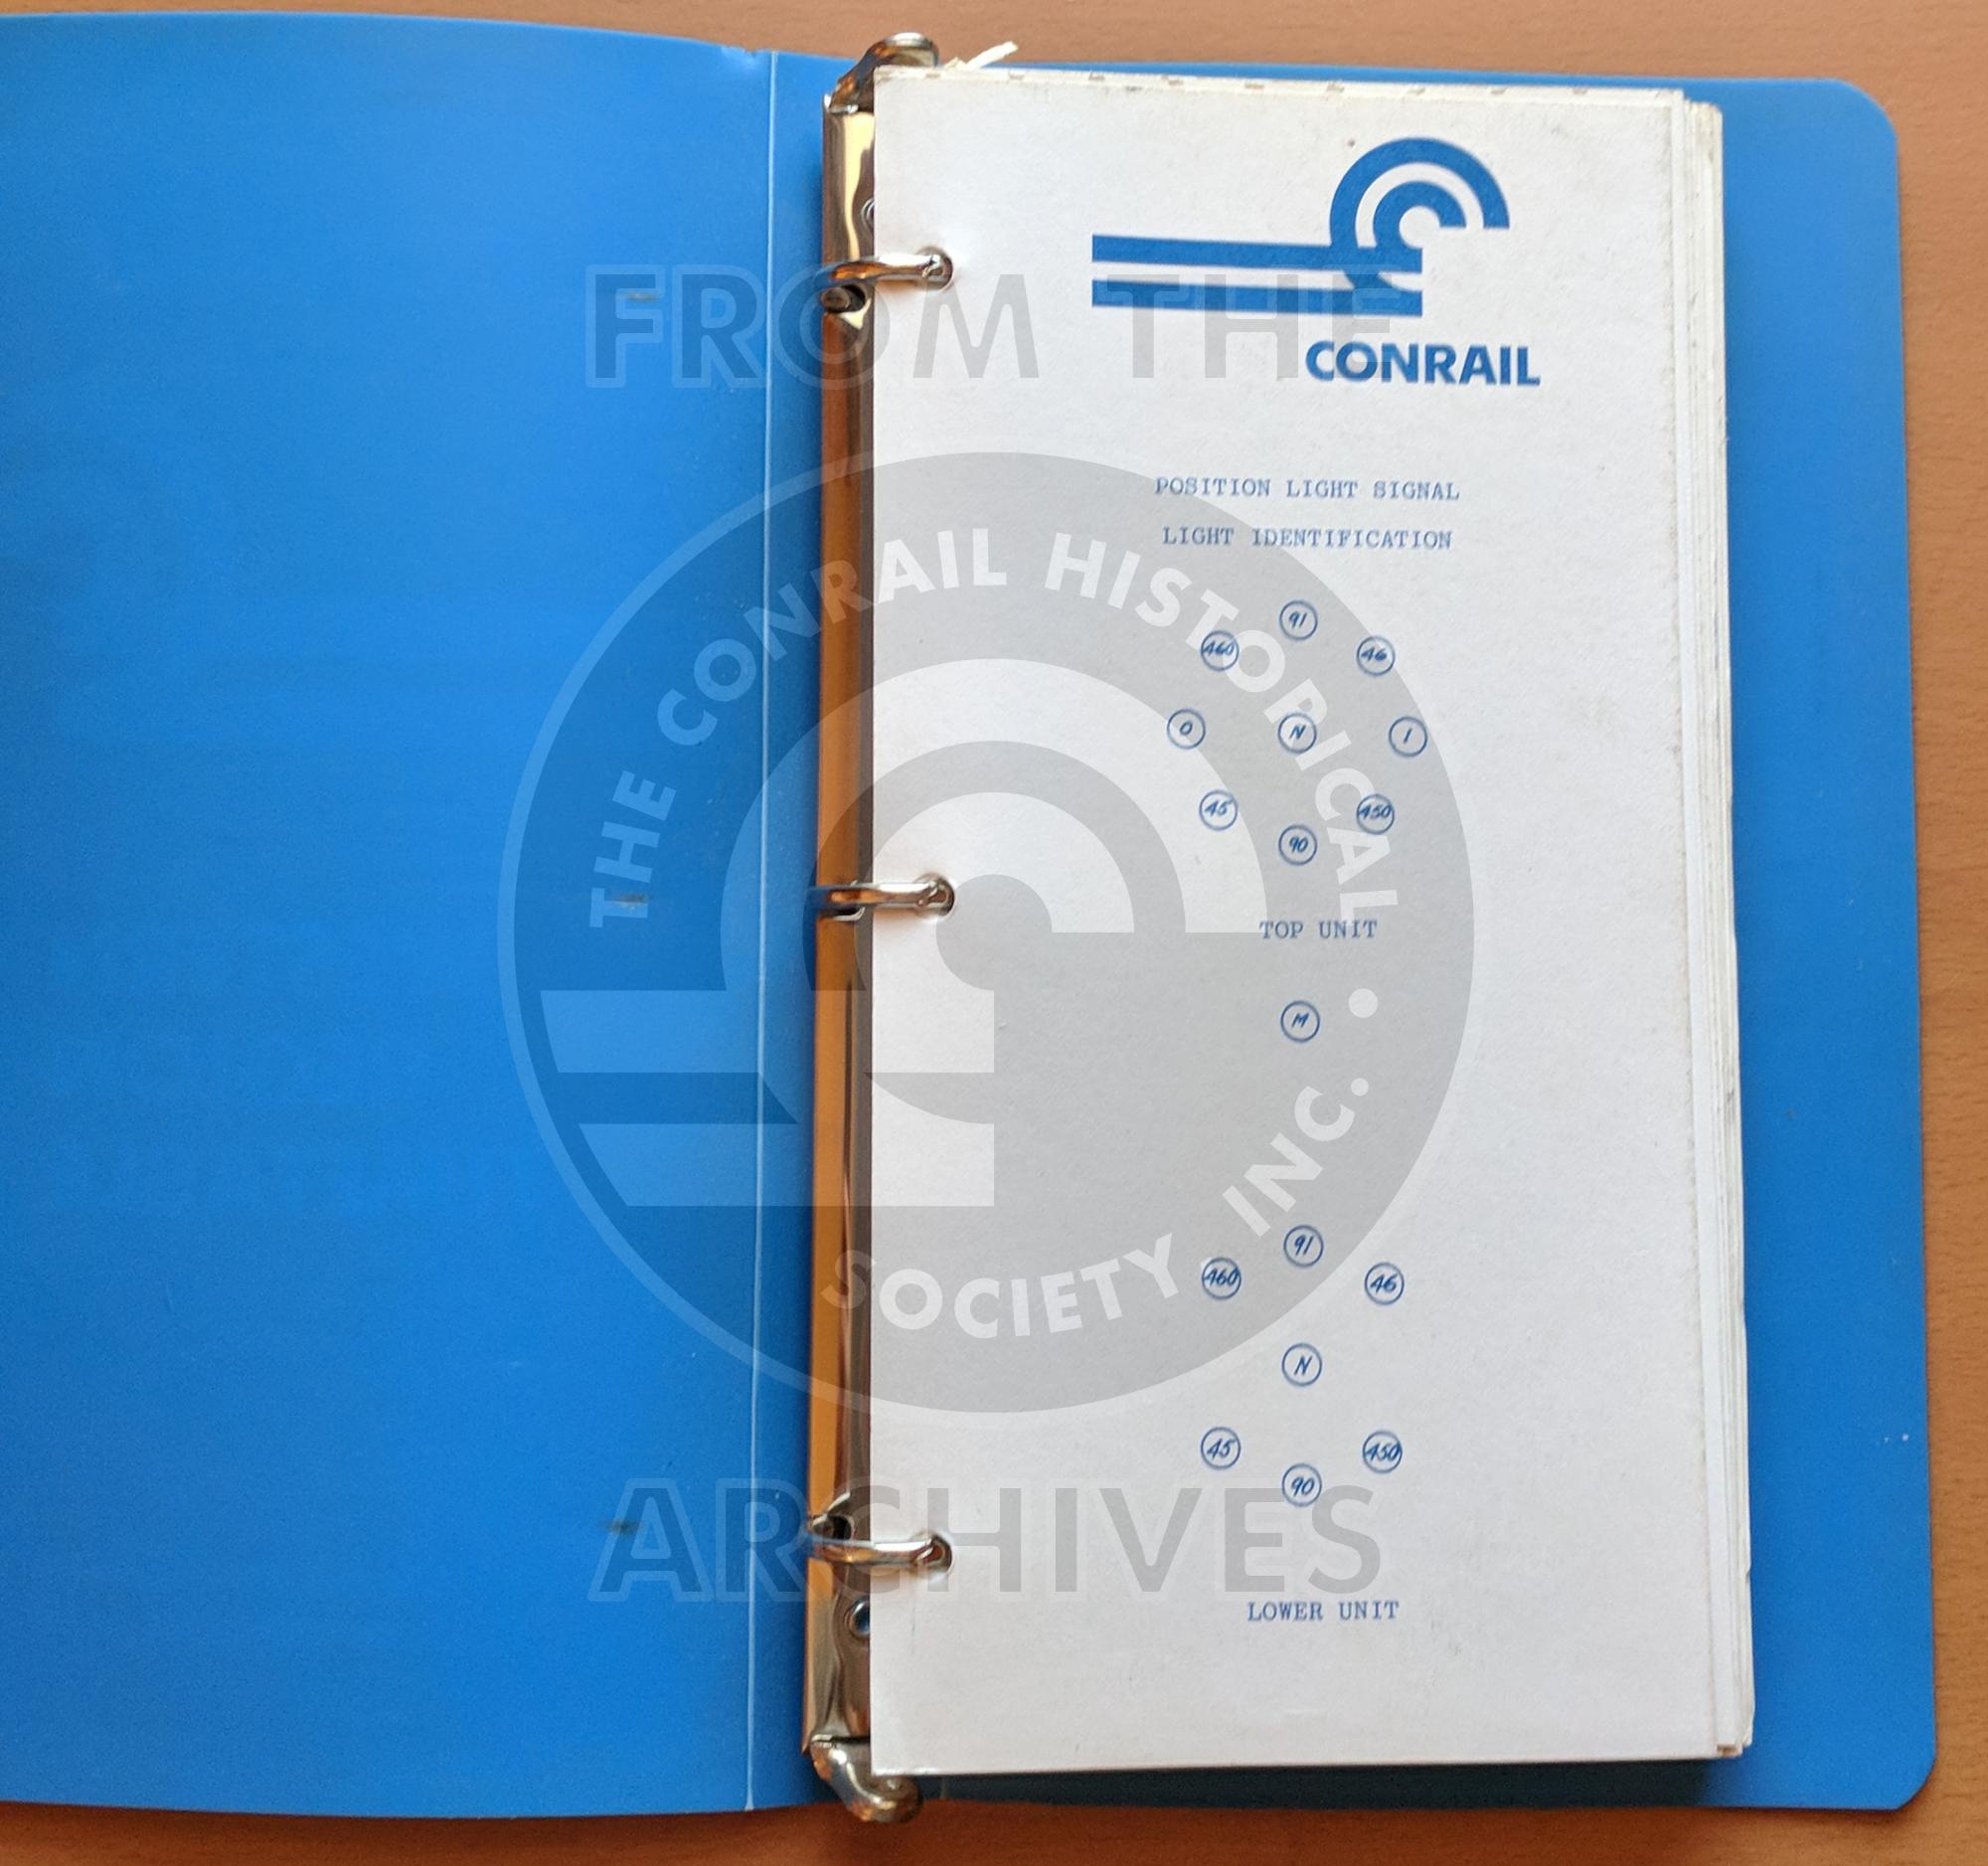 CONRAIL
POSITION LIGHT SIGNAL
LIGHT IDENTIFICATION
91
460 46
0 N 1
45 450
90
TOP UNIT
M
91
460 46
N
45 450
90
LOWER UNIT
FROM THE
THE CONRAIL HISTORICAL
SOCIETY INC.
ARCHIVES